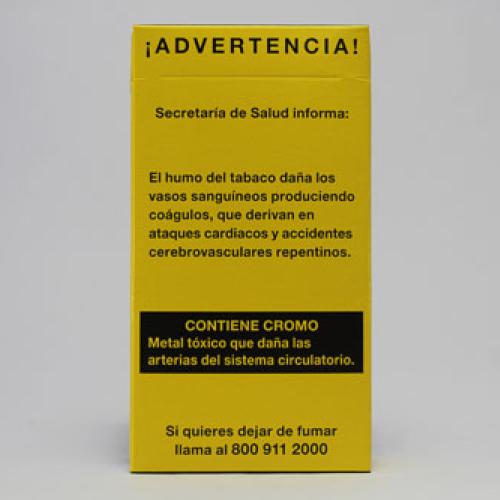 ¡ADVERTENCIA!
Secretaría de Salud informa:
El humo del tabaco daña los
vasos sanguíneos produciendo
coágulos, que derivan en
ataques cardiacos y accidentes
cerebrovasculares repentinos.
CONTIENE CROMO
Metal tóxico que daña las
arterias del sistema circulatorio.
Si quieres dejar de fumar
llama al 800 911 2000